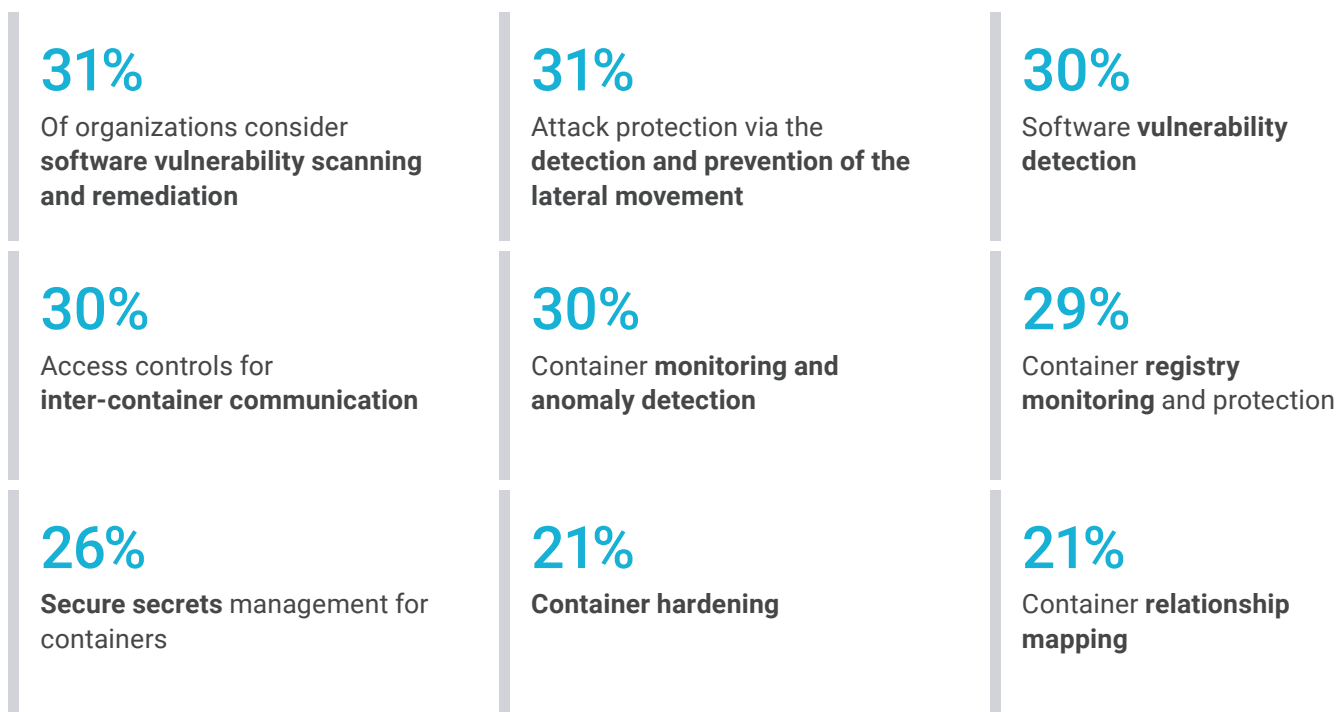 31%
Of organizations consider
software vulnerability scanning
and remediation
31%
Attack protection via the
detection and prevention of the
lateral movement
30%
Software vulnerability
detection
30%
Access controls for
inter-container communication
30%
Container monitoring and
anomaly detection
29%
Container registry
monitoring and protection
26%
Secure secrets management for
containers
21%
Container hardening
21%
Container relationship
mapping